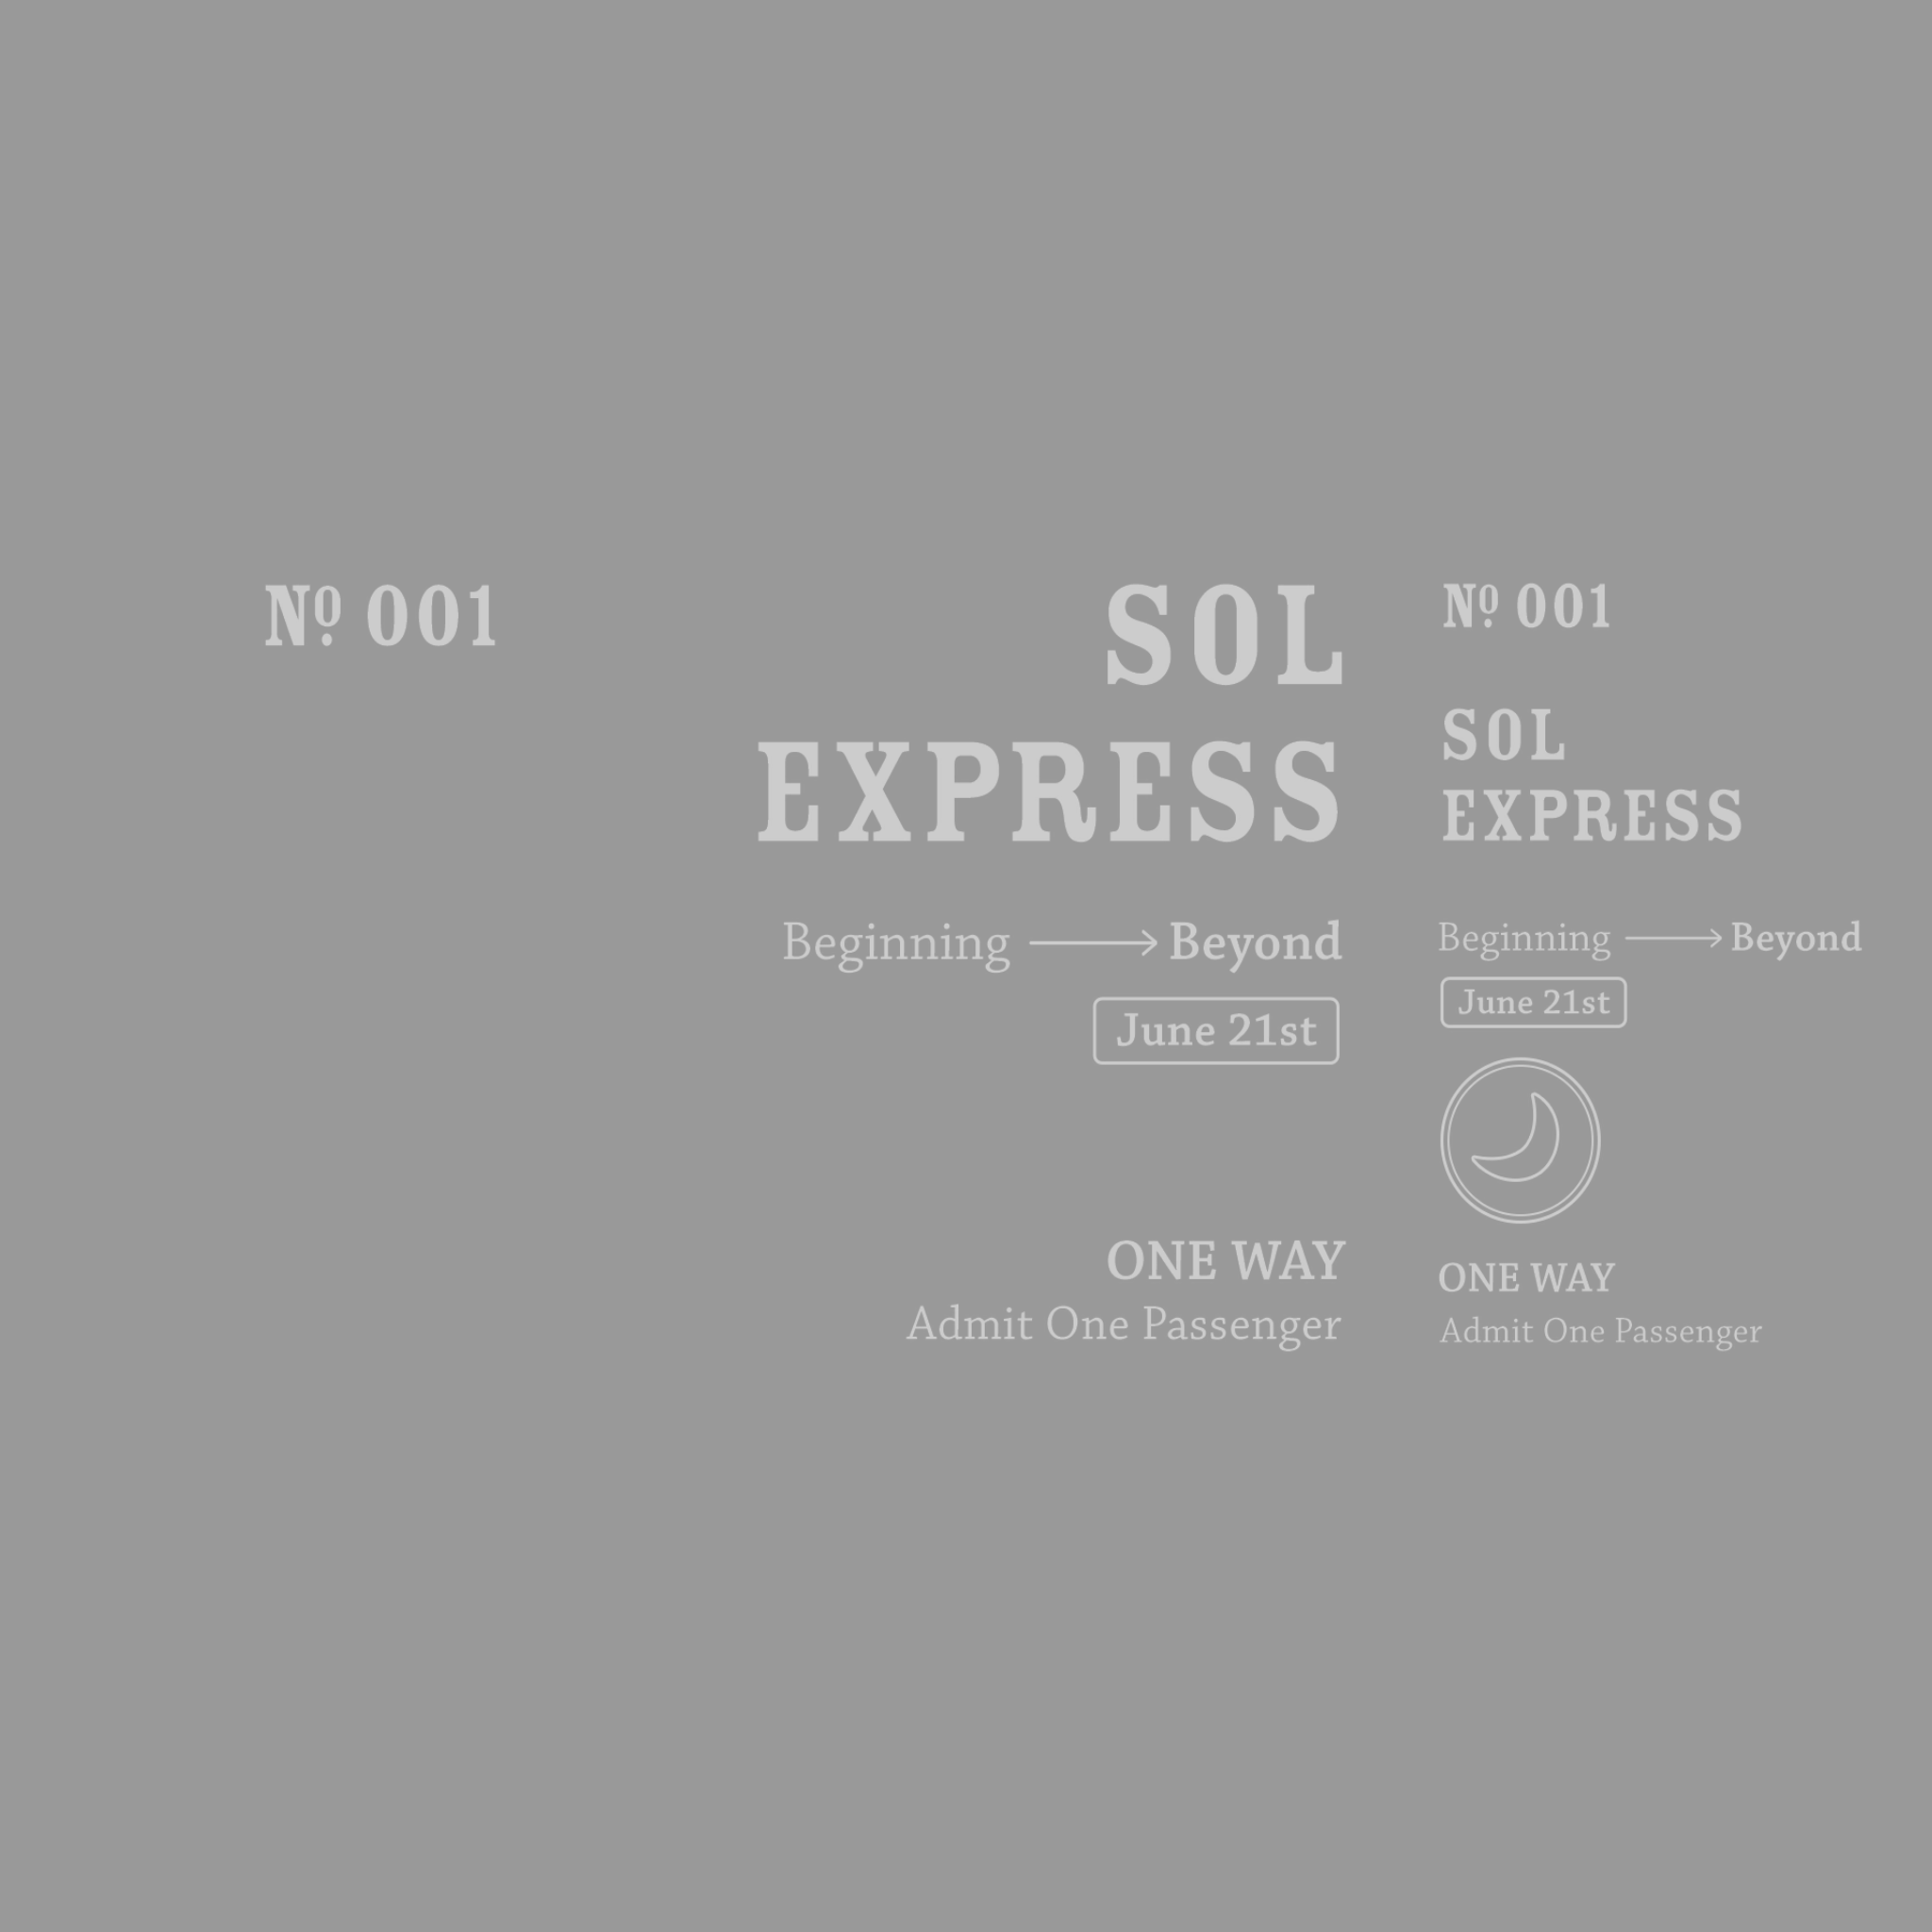 Nº 001
SOL
EXPRESS
Beginning → Beyond
June 21st
ONE WAY
Admit One Passenger
Nº 001
SOL
EXPRESS
Beginning → Beyond
June 21st
ONE WAY
Admit One Passenger